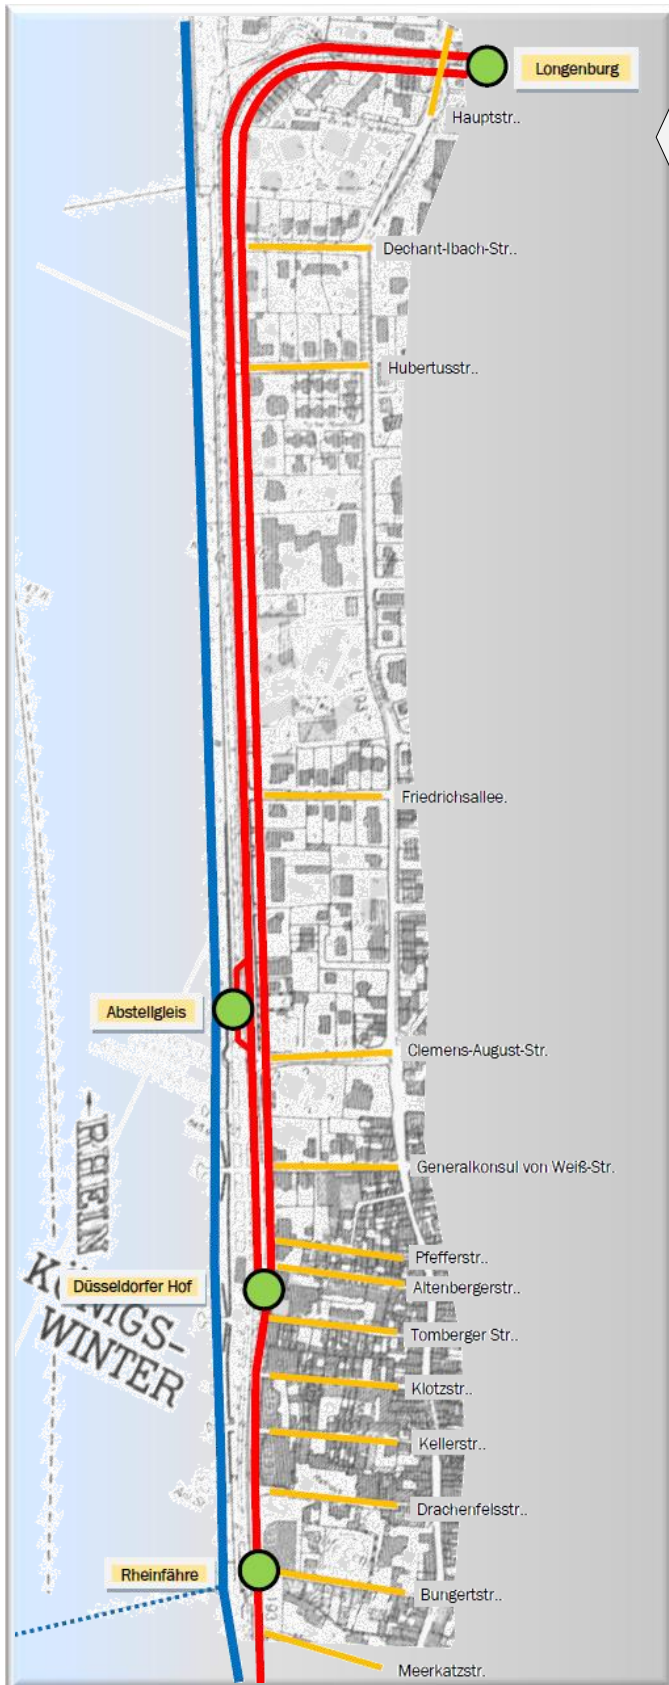 Longenburg
Hauptstr..
Dechant-Ibach-Str..
Hubertusstr..
L 193
Friedrichsallee.
Abstellgleis
Clemens-August-Str.
RHEIN
Generalkonsul von Weiß-Str.
Pfefferstr..
Düsseldorfer Hof
Altenbergerstr..
KÖNIGS-
WINTER
Tomberger Str..
Klotzstr..
Kellerstr..
Drachenfelsstr..
Rheinfähre
Bungertstr..
Meerkatzstr.